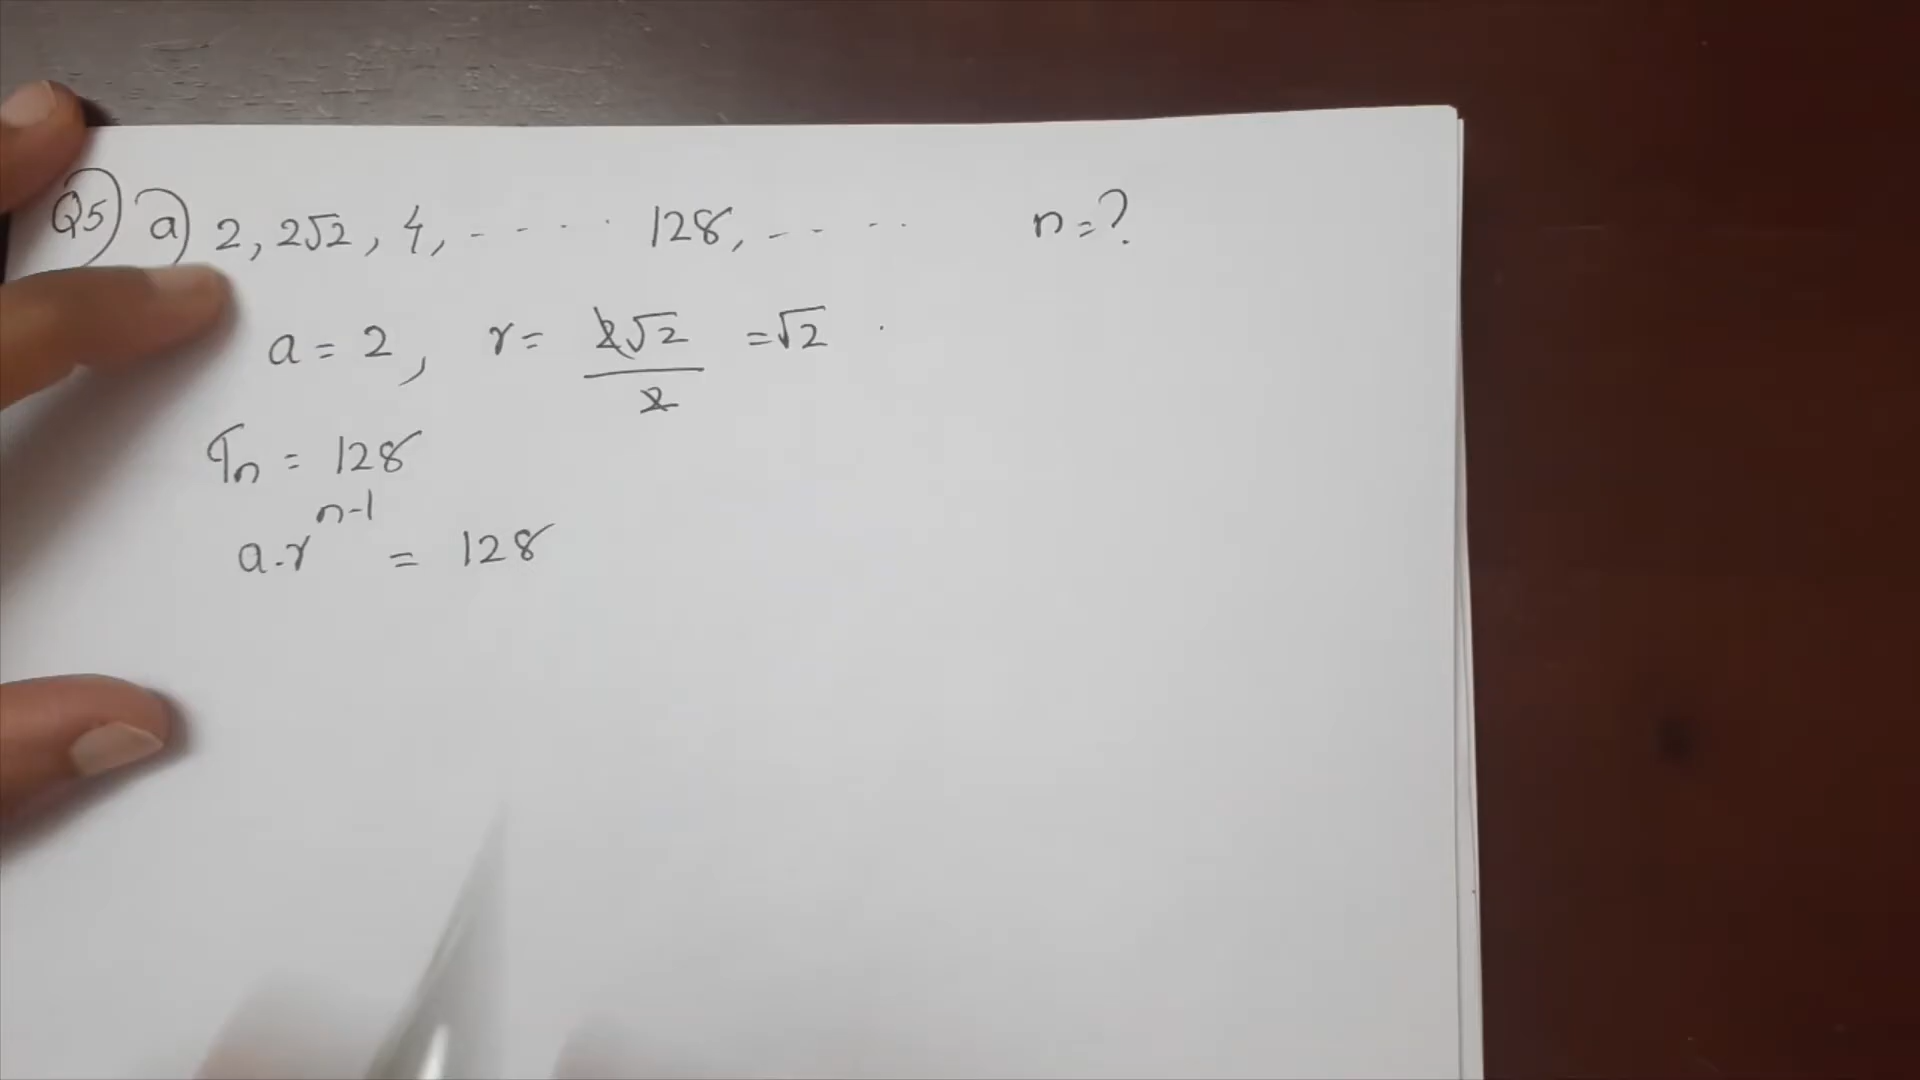 Q5) a) 2, 2√2, 4, - - - - · 128, - - - - · n=?
a = 2, r = 2√2/2 =√2 .
Tn = 128
a.r^n-1 = 128